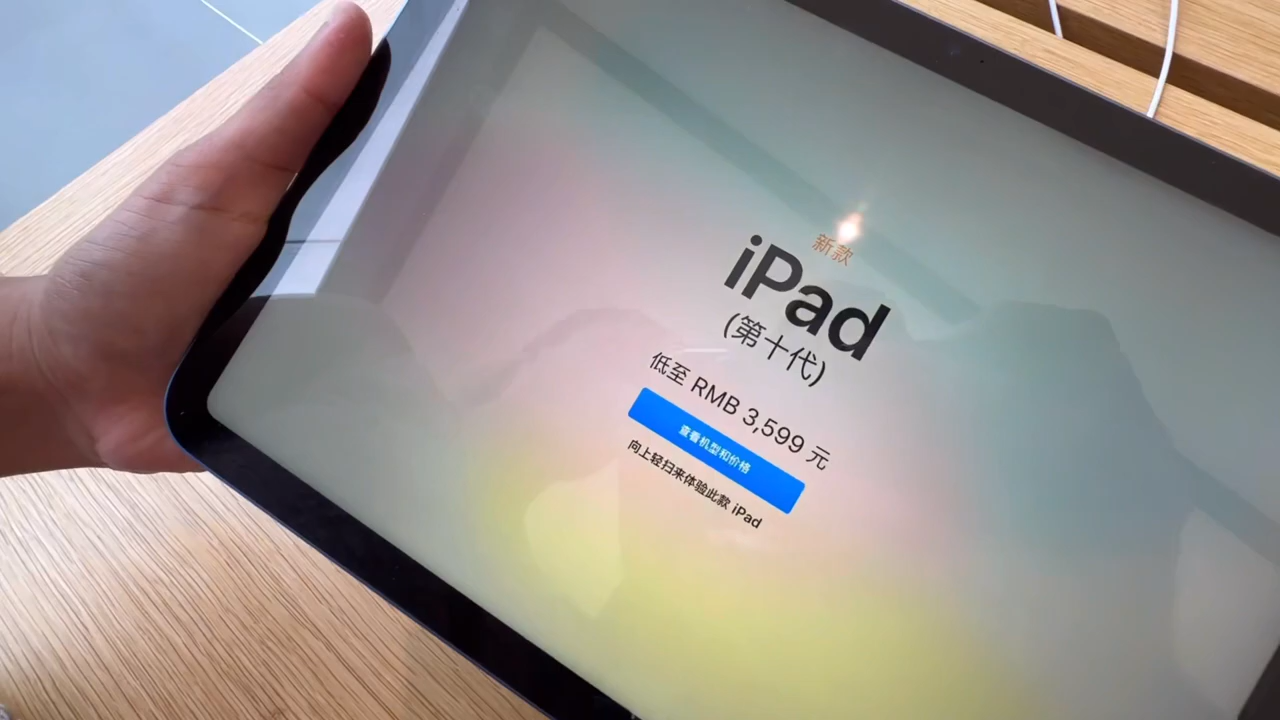 新款
iPad
(第十代)
低至 RMB 3,599 元
查看机型和价格
向上轻扫来体验此款 iPad